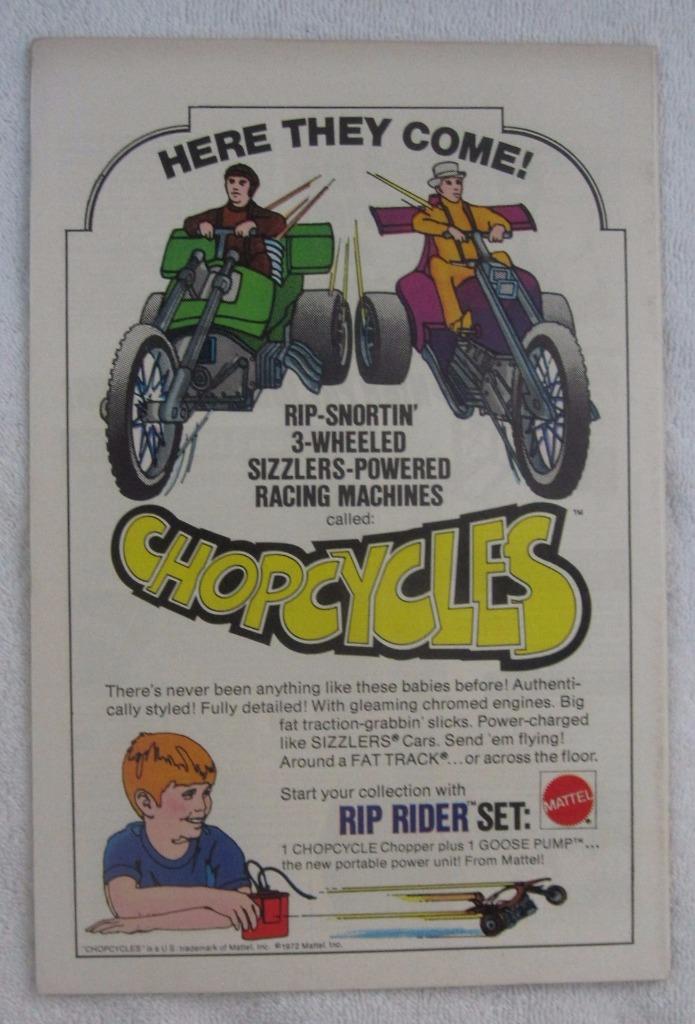 HERE THEY COME!
RIP-SNORTIN'
3-WHEELED
SIZZLERS-POWERED
RACING MACHINES
called:
CHOPCYCLES™
There's never been anything like these babies before! Authenti-
cally styled! Fully detailed! With gleaming chromed engines. Big
fat traction-grabbin' slicks. Power-charged
like SIZZLERS® Cars. Send 'em flying!
Around a FAT TRACK®...or across the floor.
Start your collection with
RIP RIDER™ SET:
MATTEL®
1 CHOPCYCLE Chopper plus 1 GOOSE PUMP™...
the new portable power unit! From Mattel!
"CHOPCYCLES" is a U.S. trademark of Mattel, Inc. ©1972 Mattel, Inc.